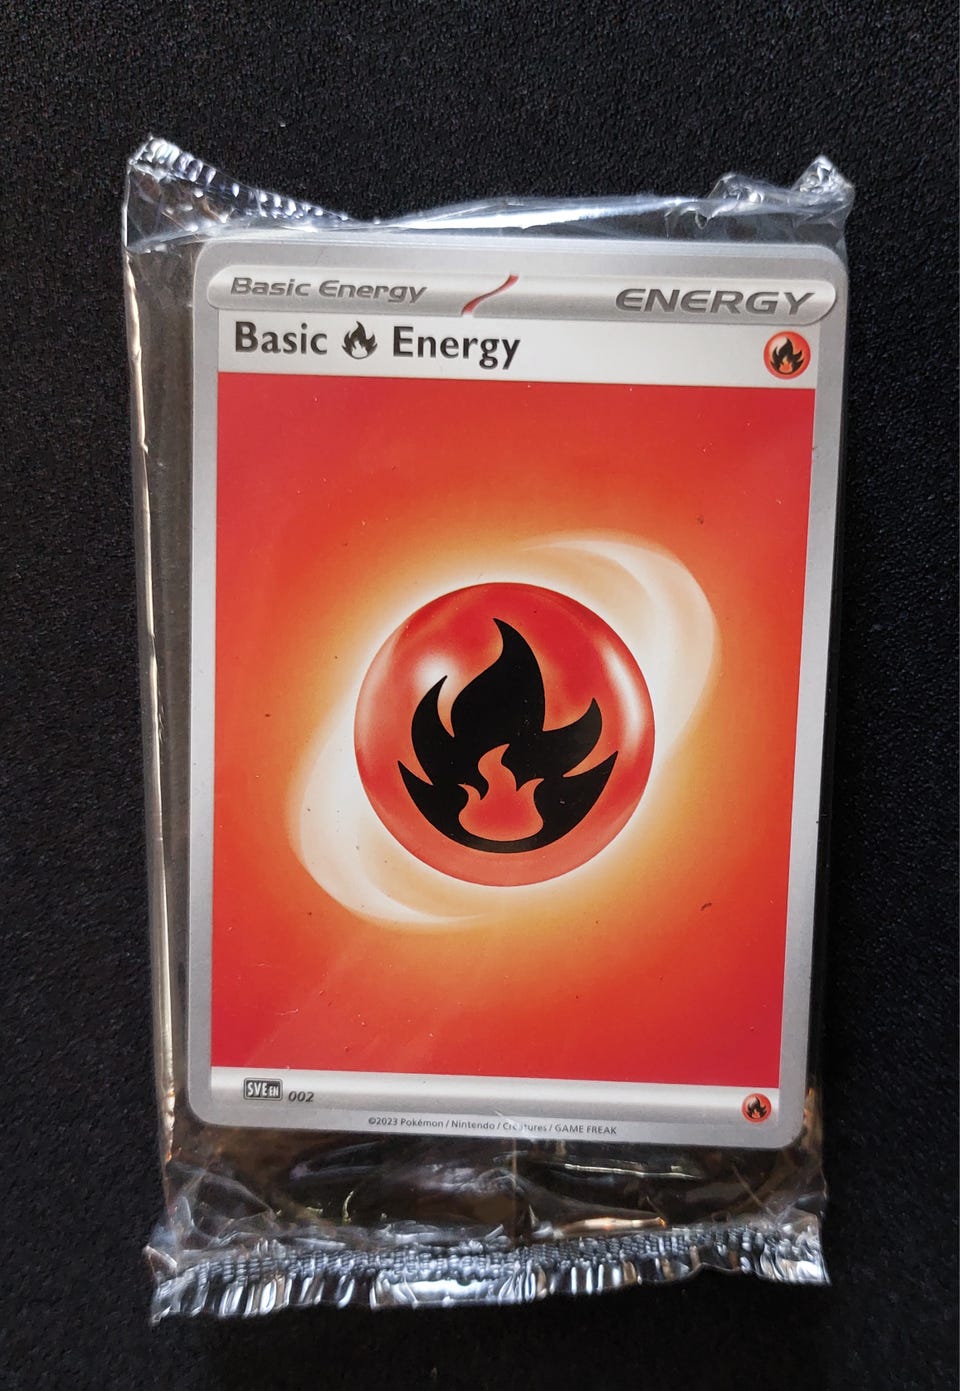 Basic Energy ENERGY
Basic Energy
SVE EN 002
©2023 Pokémon / Nintendo / Creatures / GAME FREAK